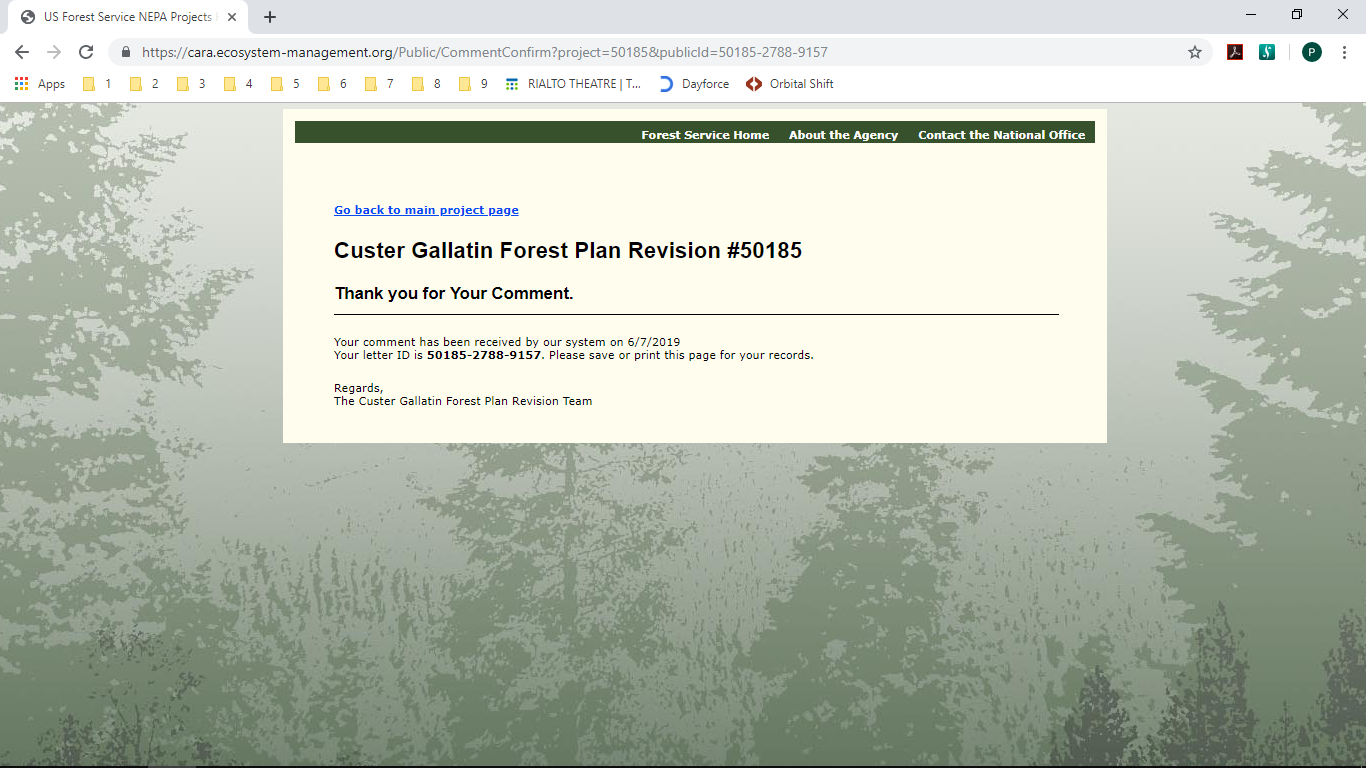 US Forest Service NEPA Projects
https://cara.ecosystem-management.org/Public/CommentConfirm?project=50185&publicId=50185-2788-9157
P
Apps 1 2 3 4 5 6 7 8 9 RIALTO THEATRE | T... Dayforce Orbital Shift
Forest Service Home About the Agency Contact the National Office
Go back to main project page
Custer Gallatin Forest Plan Revision #50185
Thank you for Your Comment.
Your comment has been received by our system on 6/7/2019
Your letter ID is 50185-2788-9157. Please save or print this page for your records.
Regards,
The Custer Gallatin Forest Plan Revision Team